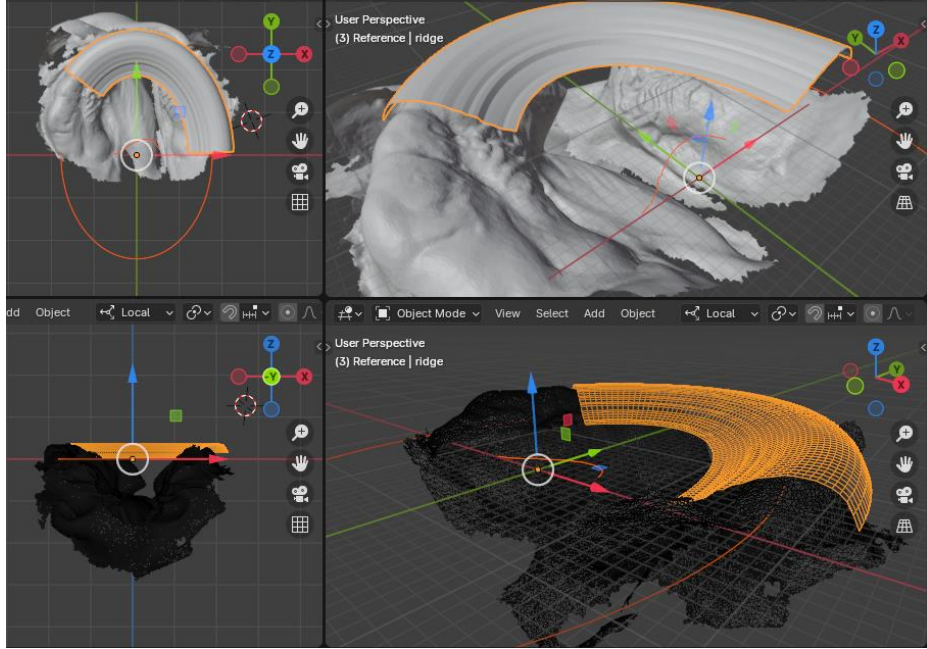 Y
Z
X
User Perspective
(3) Reference | ridge
Y
X
Z
dd Object Local
Z
-Y
X
Object Mode View Select Add Object Local
User Perspective
(3) Reference | ridge
Z
Y
X